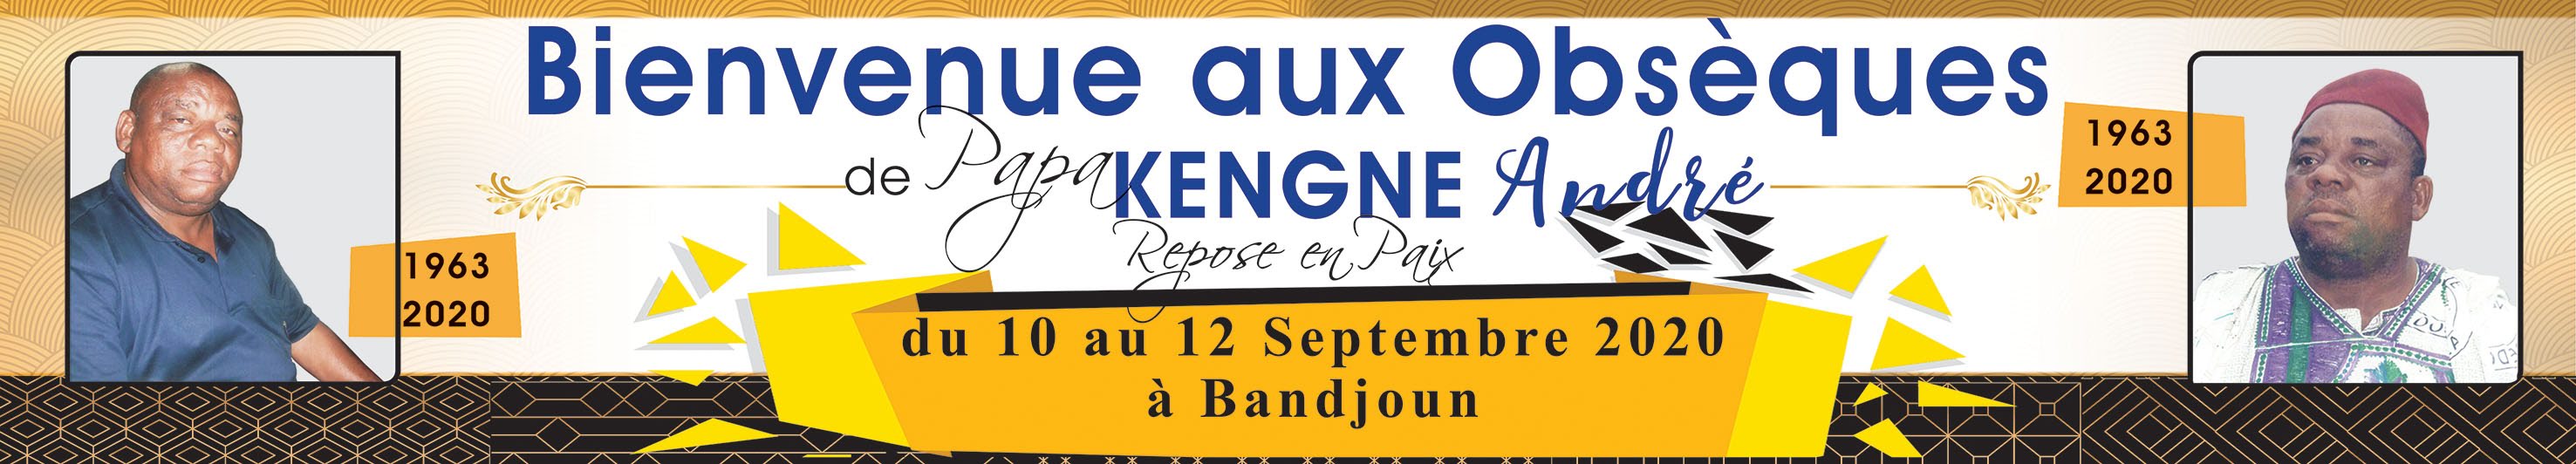 Bienvenue aux Obsèques
de Papa KENGNE André
Repose en Paix
1963
2020
1963
2020
du 10 au 12 Septembre 2020
à Bandjoun